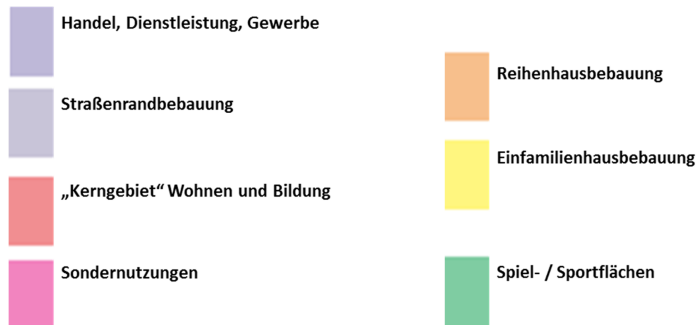 Handel, Dienstleistung, Gewerbe
Straßenrandbebauung
„Kerngebiet“ Wohnen und Bildung
Sondernutzungen
Reihenhausbebauung
Einfamilienhausbebauung
Spiel- / Sportflächen